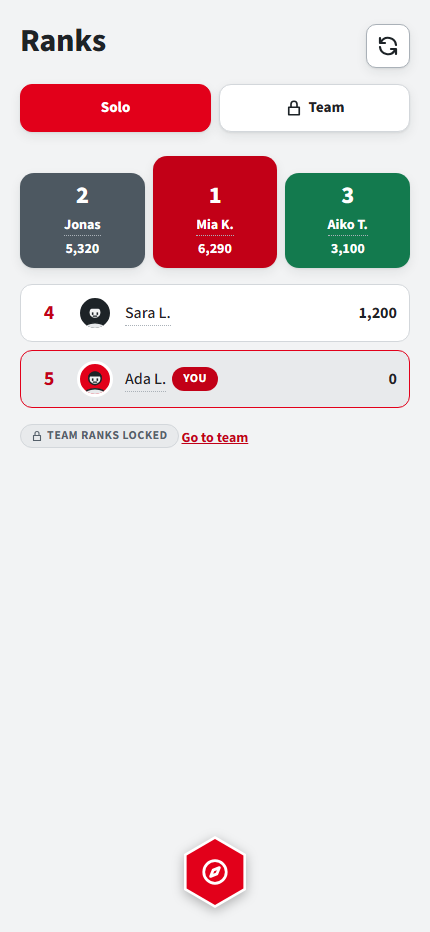 Ranks
Solo
Team
2
Jonas
5,320
1
Mia K.
6,290
3
Aiko T.
3,100
4 Sara L. 1,200
5 Ada L. YOU 0
TEAM RANKS LOCKED Go to team